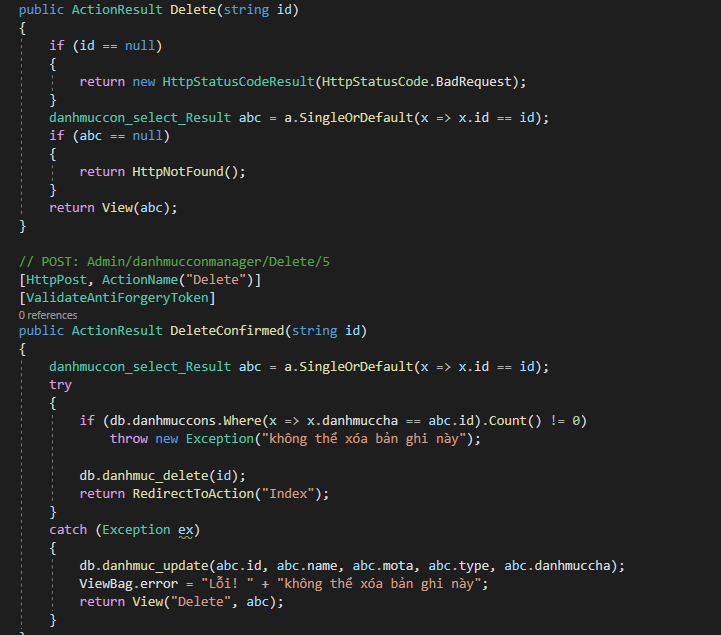 public ActionResult Delete(string id)
{
if (id == null)
{
return new HttpStatusCodeResult(HttpStatusCode.BadRequest);
}
danhmuccon_select_Result abc = a.SingleOrDefault(x => x.id == id);
if (abc == null)
{
return HttpNotFound();
}
return View(abc);
}
// POST: Admin/danhmucconmanager/Delete/5
[HttpPost, ActionName("Delete")]
[ValidateAntiForgeryToken]
0 references
public ActionResult DeleteConfirmed(string id)
{
danhmuccon_select_Result abc = a.SingleOrDefault(x => x.id == id);
try
{
if (db.danhmuccons.Where(x => x.danhmuccha == abc.id).Count() != 0)
throw new Exception("không thể xóa bản ghi này");
db.danhmuc_delete(id);
return RedirectToAction("Index");
}
catch (Exception ex)
{
db.danhmuc_update(abc.id, abc.name, abc.mota, abc.type, abc.danhmuccha);
ViewBag.error = "Lỗi! " + "không thể xóa bản ghi này";
return View("Delete", abc);
}
}